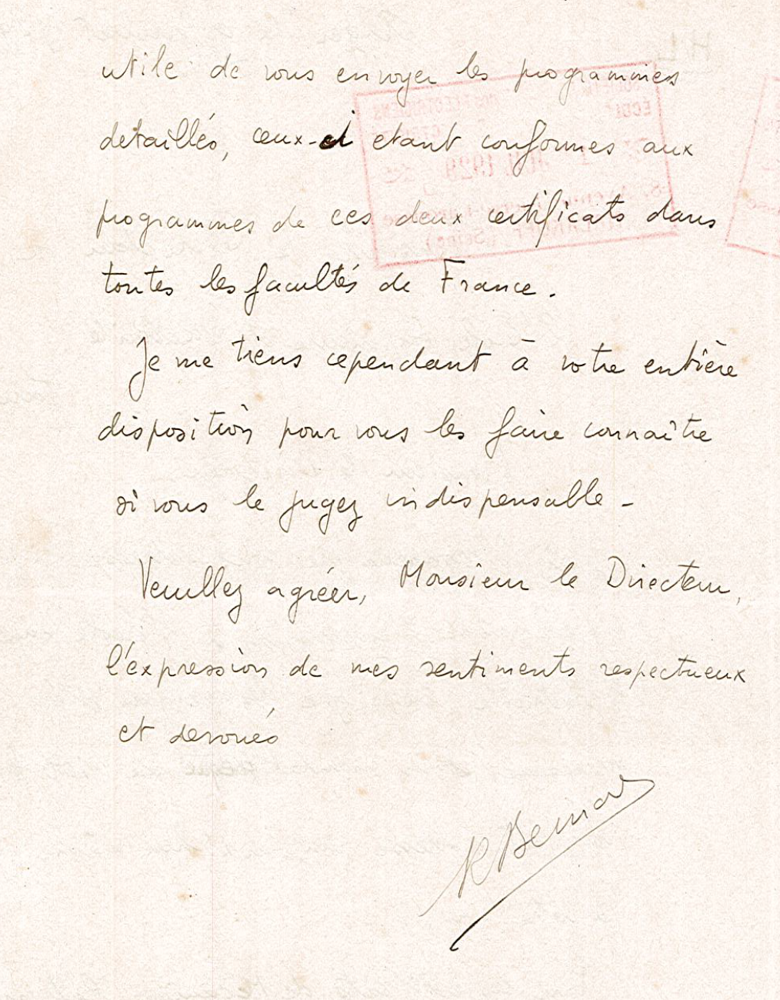 utile de vous envoyer les programmes
detaillés, ceux-ci etant conformes aux
programmes de ces deux certificats dans
toutes les facultés de France.
Je me tiens cependant à votre entière
disposition pour vous les faire connaître
si vous le jugez indispensable -
Veuillez agréer, Monsieur le Directeur,
l'expression de mes sentiments respectueux
et devoués
R Bernard